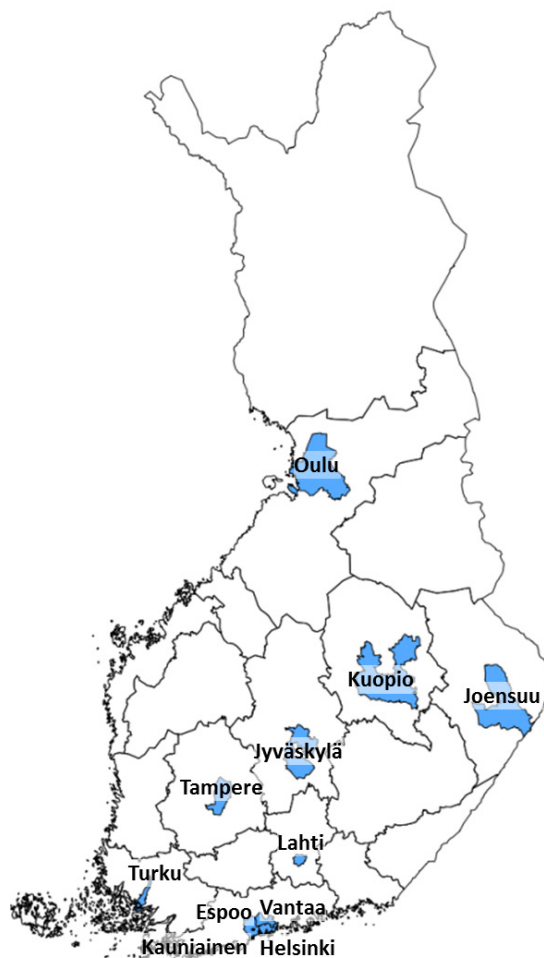 Oulu
Kuopio
Joensuu
Jyväskylä
Tampere
Lahti
Turku
Espoo Vantaa
Kauniainen Helsinki